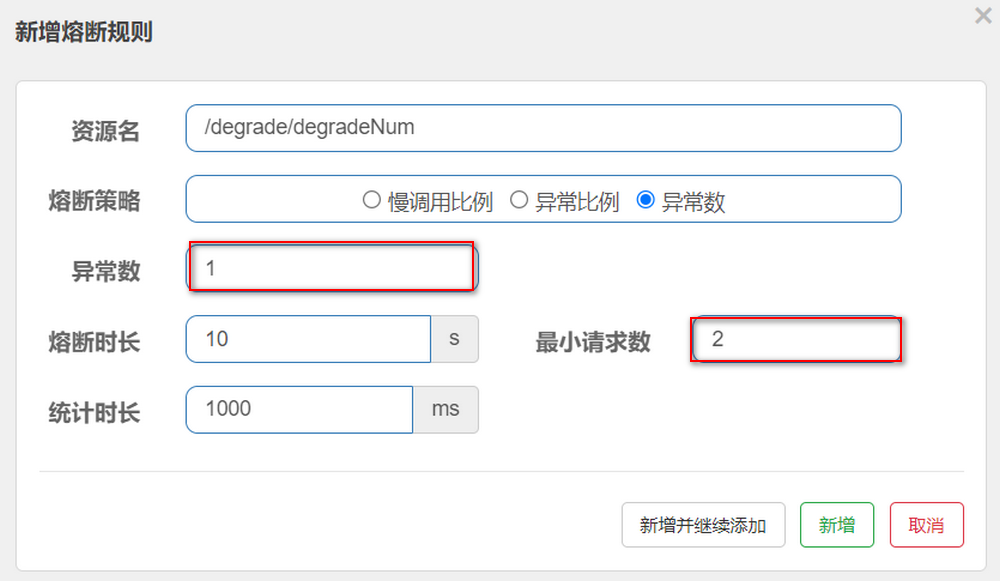 新增熔断规则
×
资源名 /degrade/degradeNum
熔断策略 慢调用比例 异常比例 异常数
异常数 1
熔断时长 10 s 最小请求数 2
统计时长 1000 ms
新增并继续添加 新增 取消